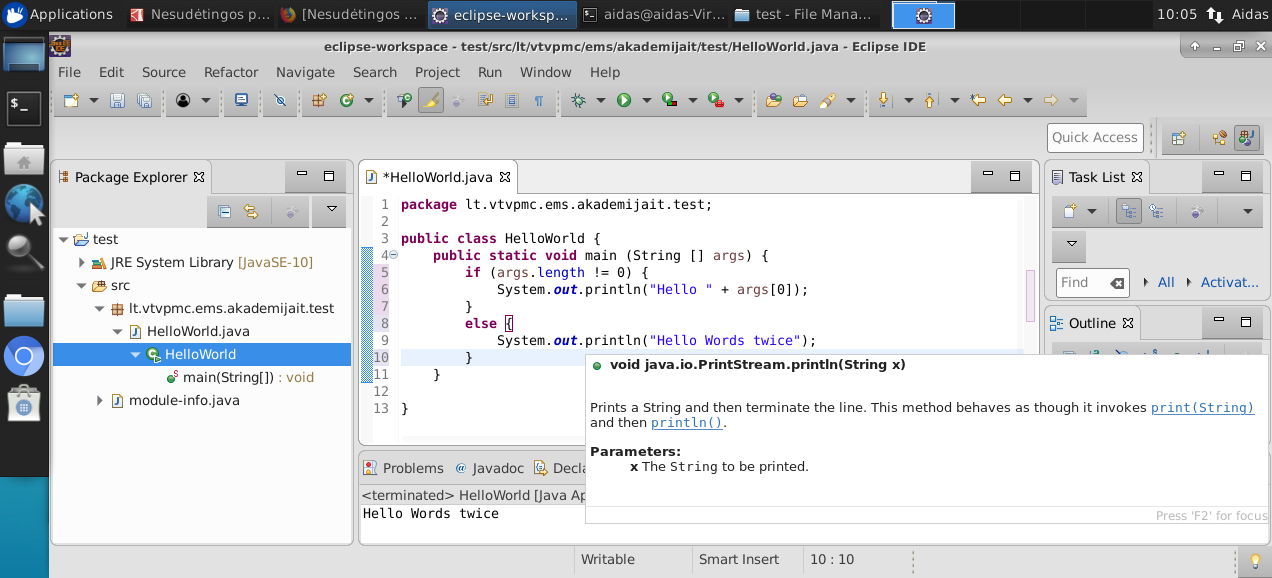 Applications
Nesudėtingos p...
[Nesudėtingos ...
eclipse-worksp...
aidas@aidas-Vir...
test - File Mana...
10:05
Aidas
eclipse-workspace - test/src/lt/vtvpmc/ems/akademijait/test/HelloWorld.java - Eclipse IDE
File Edit Source Refactor Navigate Search Project Run Window Help
Quick Access
Package Explorer
test
JRE System Library [JavaSE-10]
src
lt.vtvpmc.ems.akademijait.test
HelloWorld.java
HelloWorld
main(String[]) : void
module-info.java
*HelloWorld.java
1 package lt.vtvpmc.ems.akademijait.test;
2
3 public class HelloWorld {
4 public static void main (String [] args) {
5 if (args.length != 0) {
6 System.out.println("Hello " + args[0]);
7 }
8 else {
9 System.out.println("Hello Words twice");
10 }
11 }
12
13 }
Task List
Find
All
Activat...
Outline
void java.io.PrintStream.println(String x)
Prints a String and then terminate the line. This method behaves as though it invokes print(String)
and then println().
Parameters:
x The String to be printed.
Press 'F2' for focus
Problems
@ Javadoc
Decla
<terminated> HelloWorld [Java Ap
Hello Words twice
Writable
Smart Insert
10 : 10